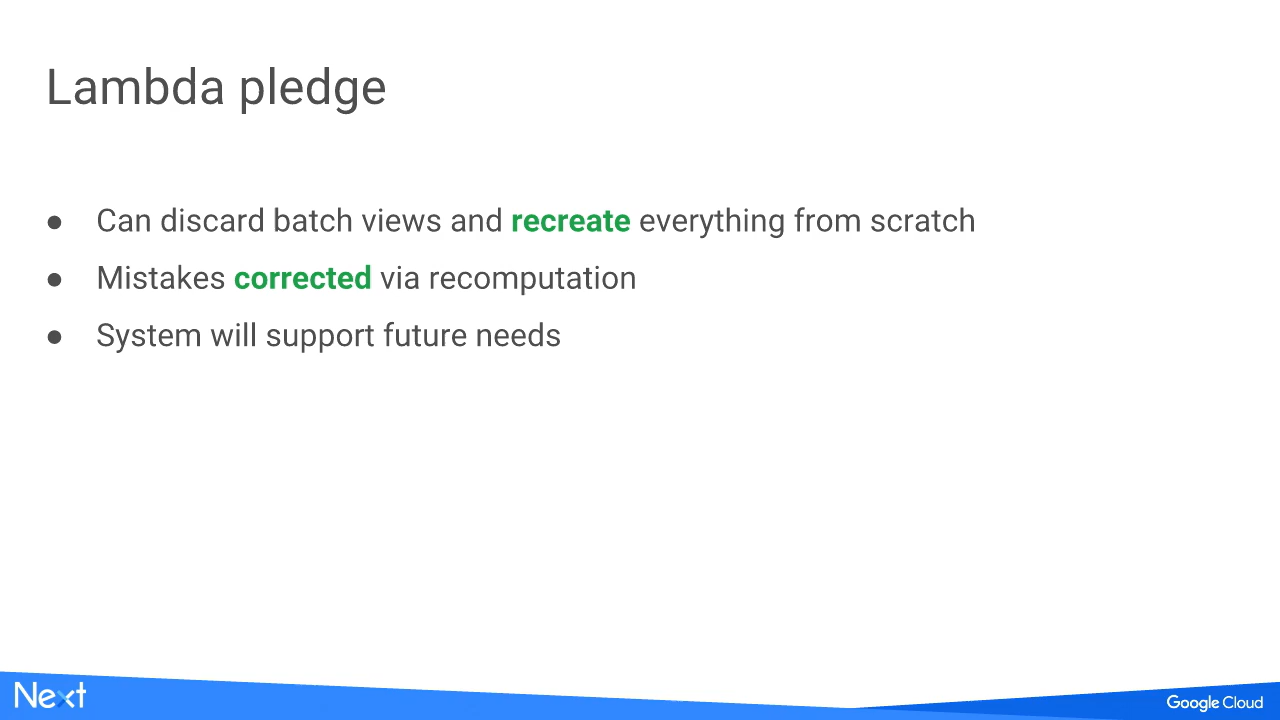 Lambda pledge
● Can discard batch views and recreate everything from scratch
● Mistakes corrected via recomputation
● System will support future needs
Next
Google Cloud